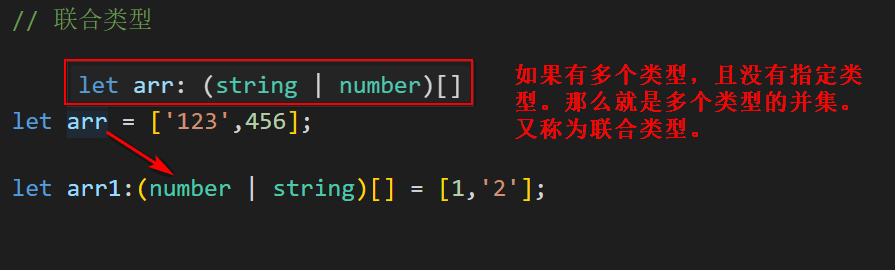 // 联合类型
let arr: (string | number)[]
let arr = ['123',456];
let arr1:(number | string)[] = [1,'2'];
如果有多个类型，且没有指定类
型。那么就是多个类型的并集。
又称为联合类型。